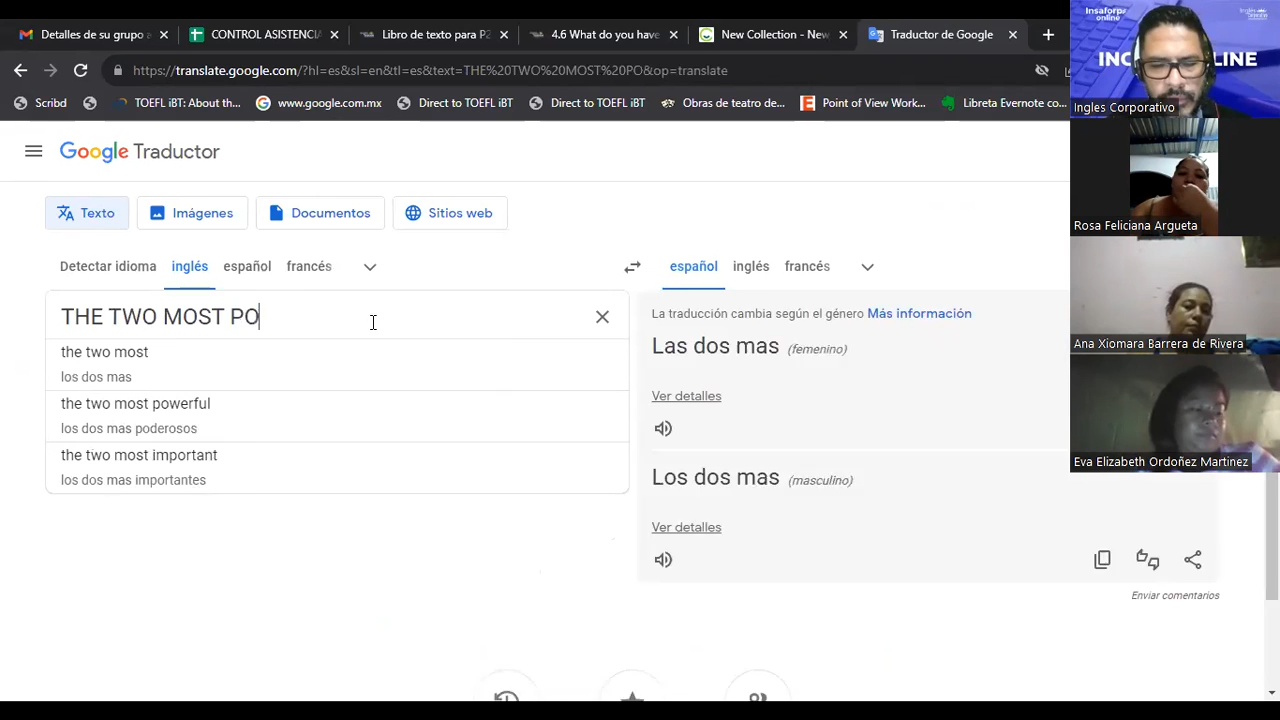 Detalles de su grupo
CONTROL ASISTENCI
Libro de texto para P2
4.6 What do you have
New Collection - New
Traductor de Google
https://translate.google.com/?hl=es&sl=en&tl=es&text=THE%20TWO%20MOST%20PO&op=translate
Scribd
TOEFL iBT: About th...
www.google.com.
Direct to TOEFL iBT
Direct to TOEFL iBT
Obras de teatro de...
Point of View Work...
Libreta Evernote co...
Google Traductor
Texto
Imágenes
Documentos
Sitios web
Detectar idioma
inglés
español
francés
español
inglés
francés
THE TWO MOST PO
the two most
los dos mas
the two most powerful
los dos mas poderosos
the two most important
los dos mas importantes
La traducción cambia según el género Más información
Las dos mas (femenino)
Ver detalles
Los dos mas (masculino)
Ver detalles
Enviar comentarios
Insaforp
online
Ingles Corporativo
Rosa Feliciana Argueta
Ana Xiomara Barrera de Rivera
Eva Elizabeth Ordoñez Martinez